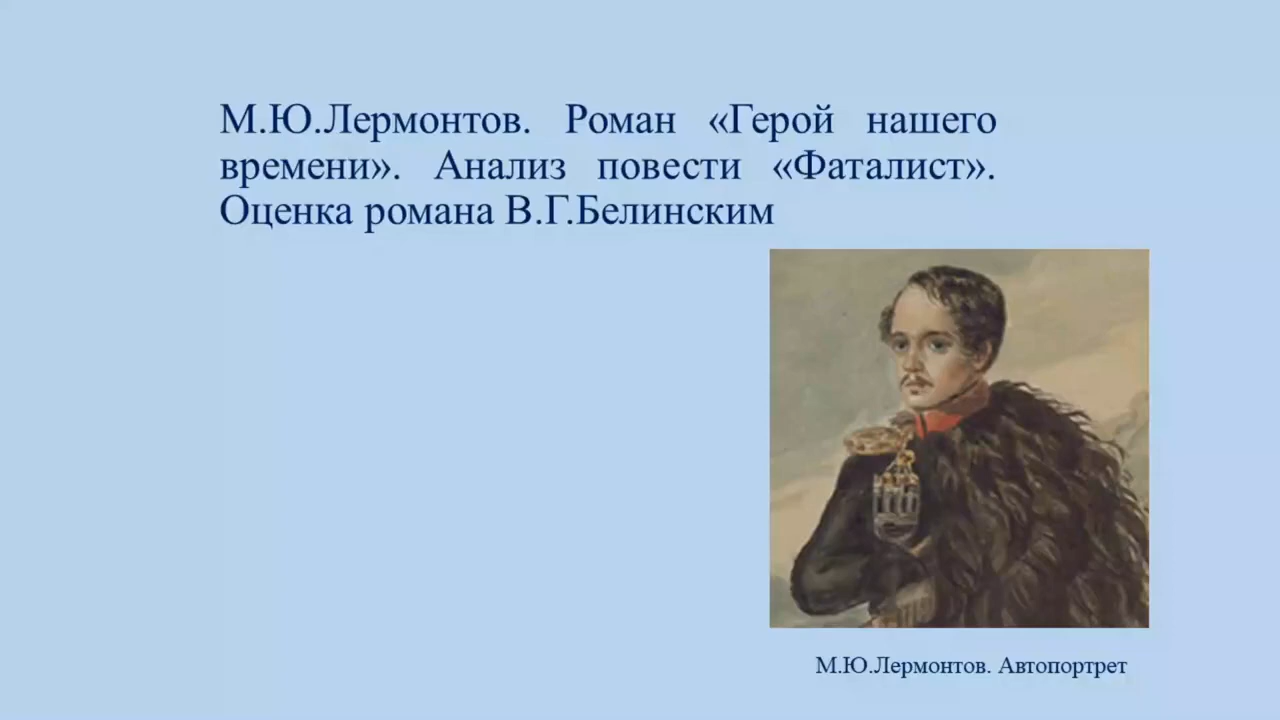 М.Ю.Лермонтов. Роман «Герой нашего
времени». Анализ повести «Фаталист».
Оценка романа В.Г.Белинским
М.Ю.Лермонтов. Автопортрет